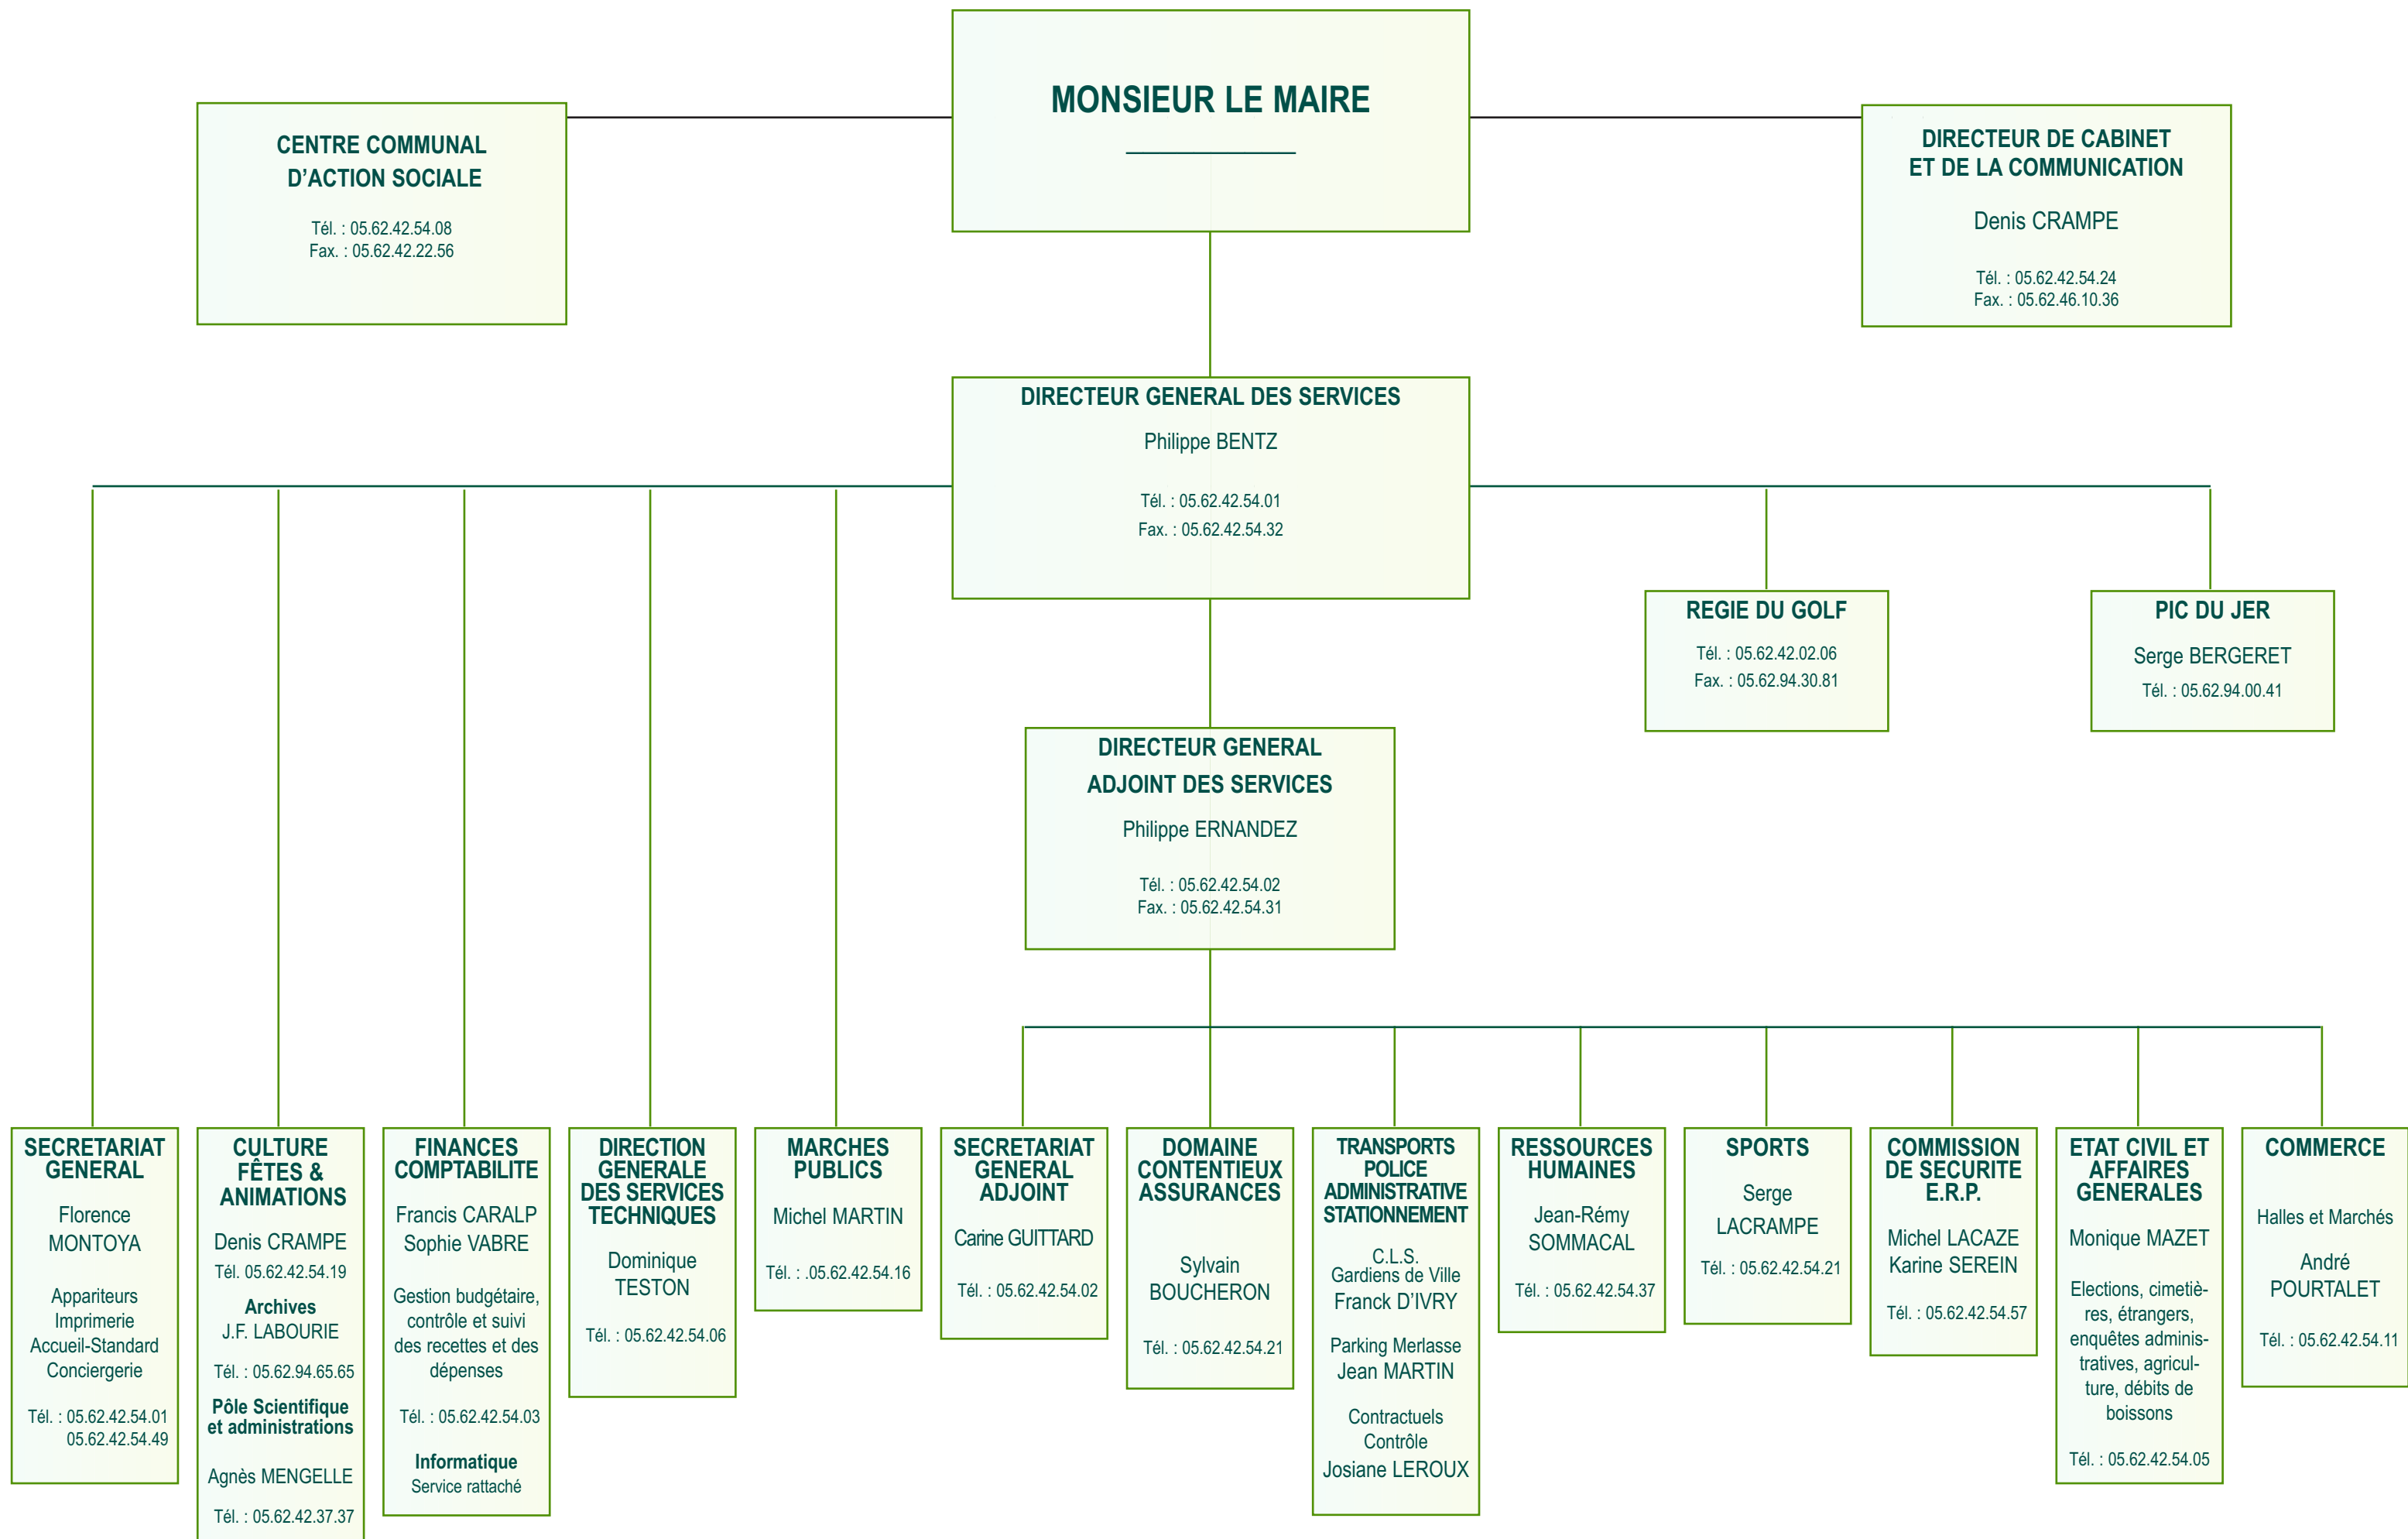 MONSIEUR LE MAIRE
CENTRE COMMUNAL
D’ACTION SOCIALE
Tél. : 05.62.42.54.08
Fax. : 05.62.42.22.56
DIRECTEUR DE CABINET
ET DE LA COMMUNICATION
Denis CRAMPE
Tél. : 05.62.42.54.24
Fax. : 05.62.46.10.36
DIRECTEUR GENERAL DES SERVICES
Philippe BENTZ
Tél. : 05.62.42.54.01
Fax. : 05.62.42.54.32
REGIE DU GOLF
Tél. : 05.62.42.02.06
Fax. : 05.62.94.30.81
PIC DU JER
Serge BERGERET
Tél. : 05.62.94.00.41
DIRECTEUR GENERAL
ADJOINT DES SERVICES
Philippe ERNANDEZ
Tél. : 05.62.42.54.02
Fax. : 05.62.42.54.31
SECRETARIAT
GENERAL
Florence
MONTOYA
Appariteurs
Imprimerie
Accueil-Standard
Conciergerie
Tél. : 05.62.42.54.01
05.62.42.54.49
CULTURE
FÊTES &
ANIMATIONS
Denis CRAMPE
Tél. 05.62.42.54.19
Archives
J.F. LABOURIE
Tél. : 05.62.94.65.65
Pôle Scientifique
et administrations
Agnès MENGELLE
Tél. : 05.62.42.37.37
FINANCES
COMPTABILITE
Francis CARALP
Sophie VABRE
Gestion budgétaire,
contrôle et suivi
des recettes et des
dépenses
Tél. : 05.62.42.54.03
Informatique
Service rattaché
DIRECTION
GENERALE
DES SERVICES
TECHNIQUES
Dominique
TESTON
Tél. : 05.62.42.54.06
MARCHES
PUBLICS
Michel MARTIN
Tél. : .05.62.42.54.16
SECRETARIAT
GENERAL
ADJOINT
Carine GUITTARD
Tél. : 05.62.42.54.02
DOMAINE
CONTENTIEUX
ASSURANCES
Sylvain
BOUCHERON
Tél. : 05.62.42.54.21
TRANSPORTS
POLICE
ADMINISTRATIVE
STATIONNEMENT
C.L.S.
Gardiens de Ville
Franck D’IVRY
Parking Merlasse
Jean MARTIN
Contractuels
Contrôle
Josiane LEROUX
RESSOURCES
HUMAINES
Jean-Rémy
SOMMACAL
Tél. : 05.62.42.54.37
SPORTS
Serge
LACRAMPE
Tél. : 05.62.42.54.21
COMMISSION
DE SECURITE
E.R.P.
Michel LACAZE
Karine SEREIN
Tél. : 05.62.42.54.57
ETAT CIVIL ET
AFFAIRES
GENERALES
Monique MAZET
Elections, cimetiè-
res, étrangers,
enquêtes adminis-
tratives, agricul-
ture, débits de
boissons
Tél. : 05.62.42.54.05
COMMERCE
Halles et Marchés
André
POURTALET
Tél. : 05.62.42.54.11